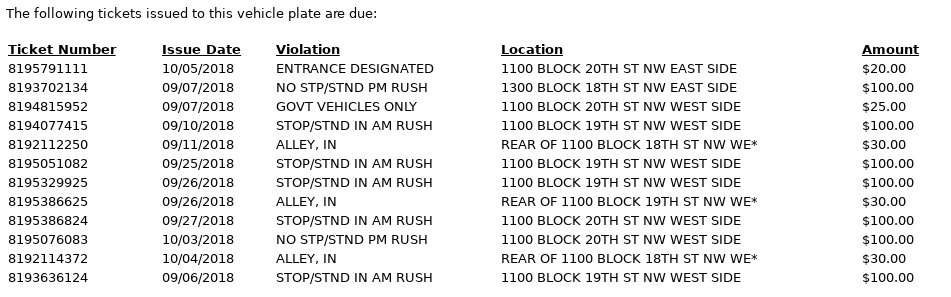 The following tickets issued to this vehicle plate are due:
Ticket Number Issue Date Violation Location Amount
8195791111 10/05/2018 ENTRANCE DESIGNATED 1100 BLOCK 20TH ST NW EAST SIDE $20.00
8193702134 09/07/2018 NO STP/STND PM RUSH 1300 BLOCK 18TH ST NW EAST SIDE $100.00
8194815952 09/07/2018 GOVT VEHICLES ONLY 1100 BLOCK 20TH ST NW WEST SIDE $25.00
8194077415 09/10/2018 STOP/STND IN AM RUSH 1100 BLOCK 19TH ST NW WEST SIDE $100.00
8192112250 09/11/2018 ALLEY, IN REAR OF 1100 BLOCK 18TH ST NW WE* $30.00
8195051082 09/25/2018 STOP/STND IN AM RUSH 1100 BLOCK 19TH ST NW WEST SIDE $100.00
8195329925 09/26/2018 STOP/STND IN AM RUSH 1100 BLOCK 19TH ST NW WEST SIDE $100.00
8195386625 09/26/2018 ALLEY, IN REAR OF 1100 BLOCK 19TH ST NW WE* $30.00
8195386824 09/27/2018 STOP/STND IN AM RUSH 1100 BLOCK 20TH ST NW WEST SIDE $100.00
8195076083 10/03/2018 NO STP/STND PM RUSH 1100 BLOCK 20TH ST NW WEST SIDE $100.00
8192114372 10/04/2018 ALLEY, IN REAR OF 1100 BLOCK 18TH ST NW WE* $30.00
8193636124 09/06/2018 STOP/STND IN AM RUSH 1100 BLOCK 19TH ST NW WEST SIDE $100.00